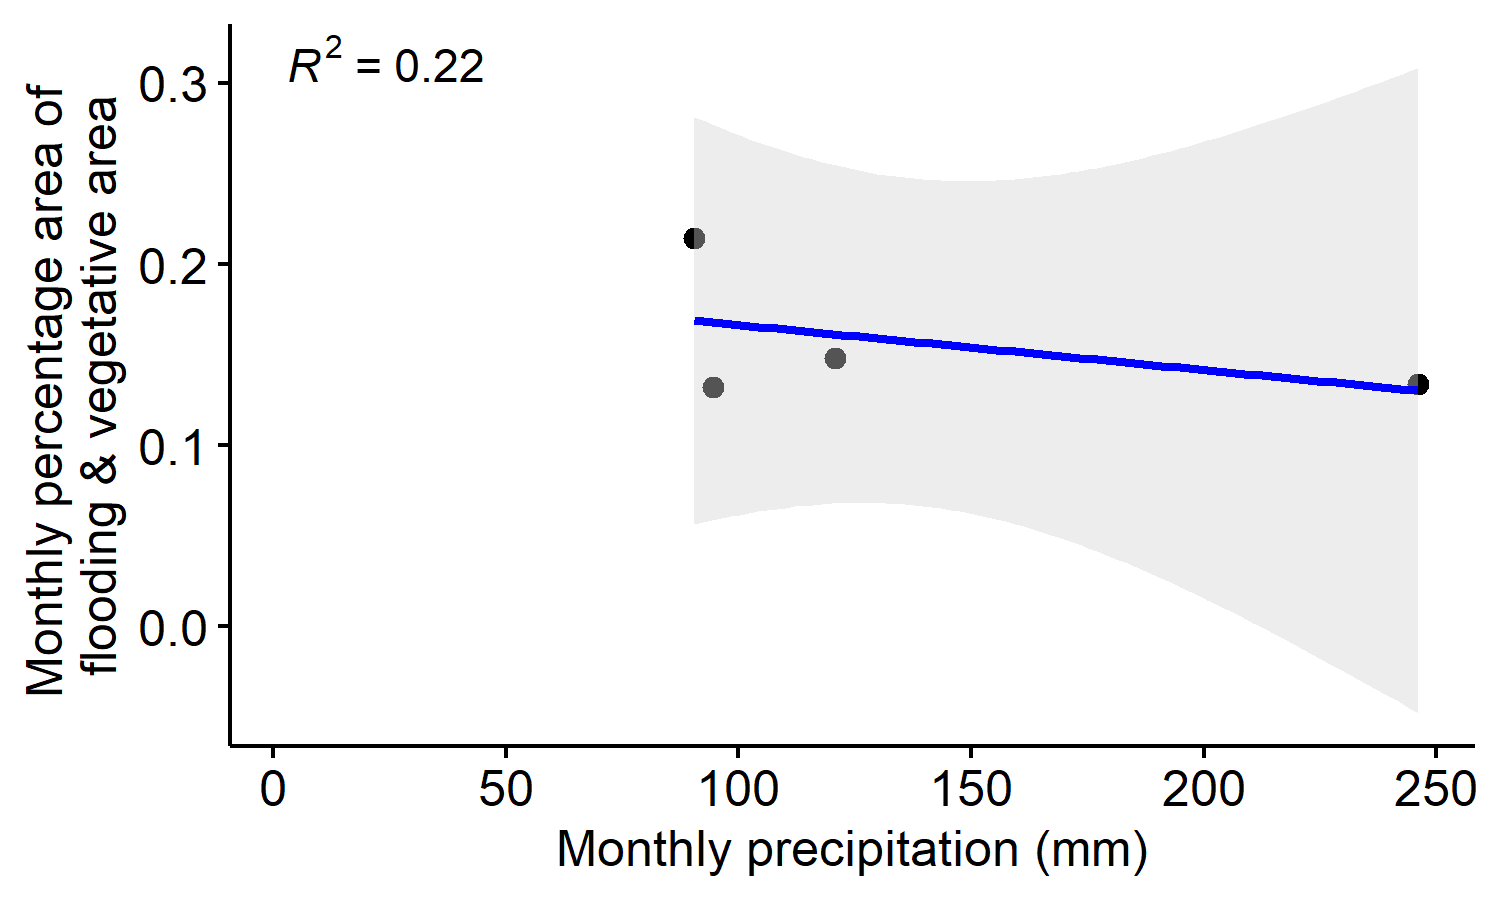 R² = 0.22
Monthly percentage area of
flooding & vegetative area
0.3
0.2
0.1
0.0
0 50 100 150 200 250
Monthly precipitation (mm)